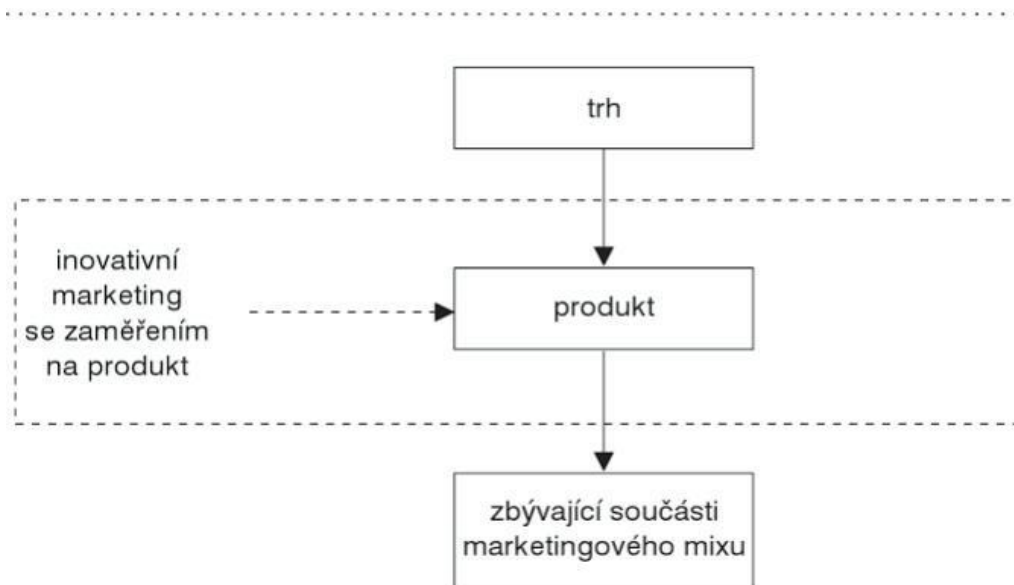 trh
inovativní
marketing
se zaměřením
na produkt
produkt
zbývající součásti
marketingového mixu